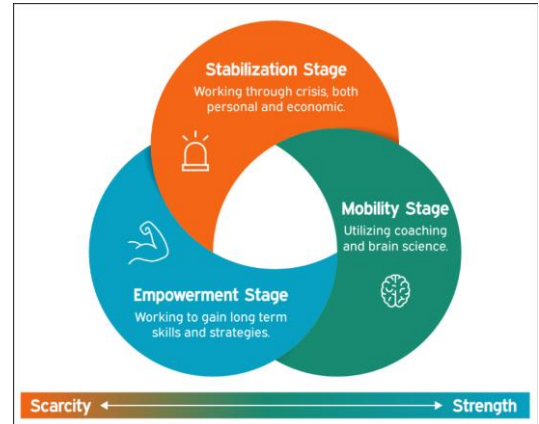 Stabilization Stage
Working through crisis, both
personal and economic.
Mobility Stage
Utilizing coaching
and brain science.
Empowerment Stage
Working to gain long term
skills and strategies.
Scarcity
Strength